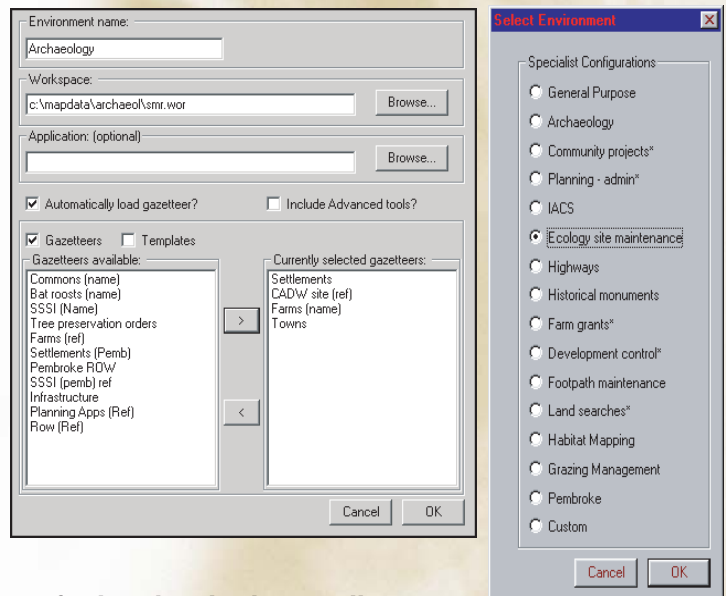 Environment name:
Archaeology
Workspace:
c:\mapdata\archaeol\smr.wor
Browse...
Application: (optional)
Browse...
Automatically load gazetteer?
Include Advanced tools?
Gazetteers
Templates
Gazetteers available:
Commons (name)
Bat roosts (name)
SSSI (Name)
Tree preservation orders
Farms (ref)
Settlements (Pemb)
Pembroke ROW
SSSI (pemb) ref
Infrastructure
Planning Apps (Ref)
Row (Ref)
>
<
Currently selected gazetteers:
Settlements
CADW site (ref)
Farms (name)
Towns
Cancel
OK
Select Environment
Specialist Configurations
General Purpose
Archaeology
Community projects*
Planning - admin*
IACS
Ecology site maintenance
Highways
Historical monuments
Farm grants*
Development control*
Footpath maintenance
Land searches*
Habitat Mapping
Grazing Management
Pembroke
Custom
Cancel
OK